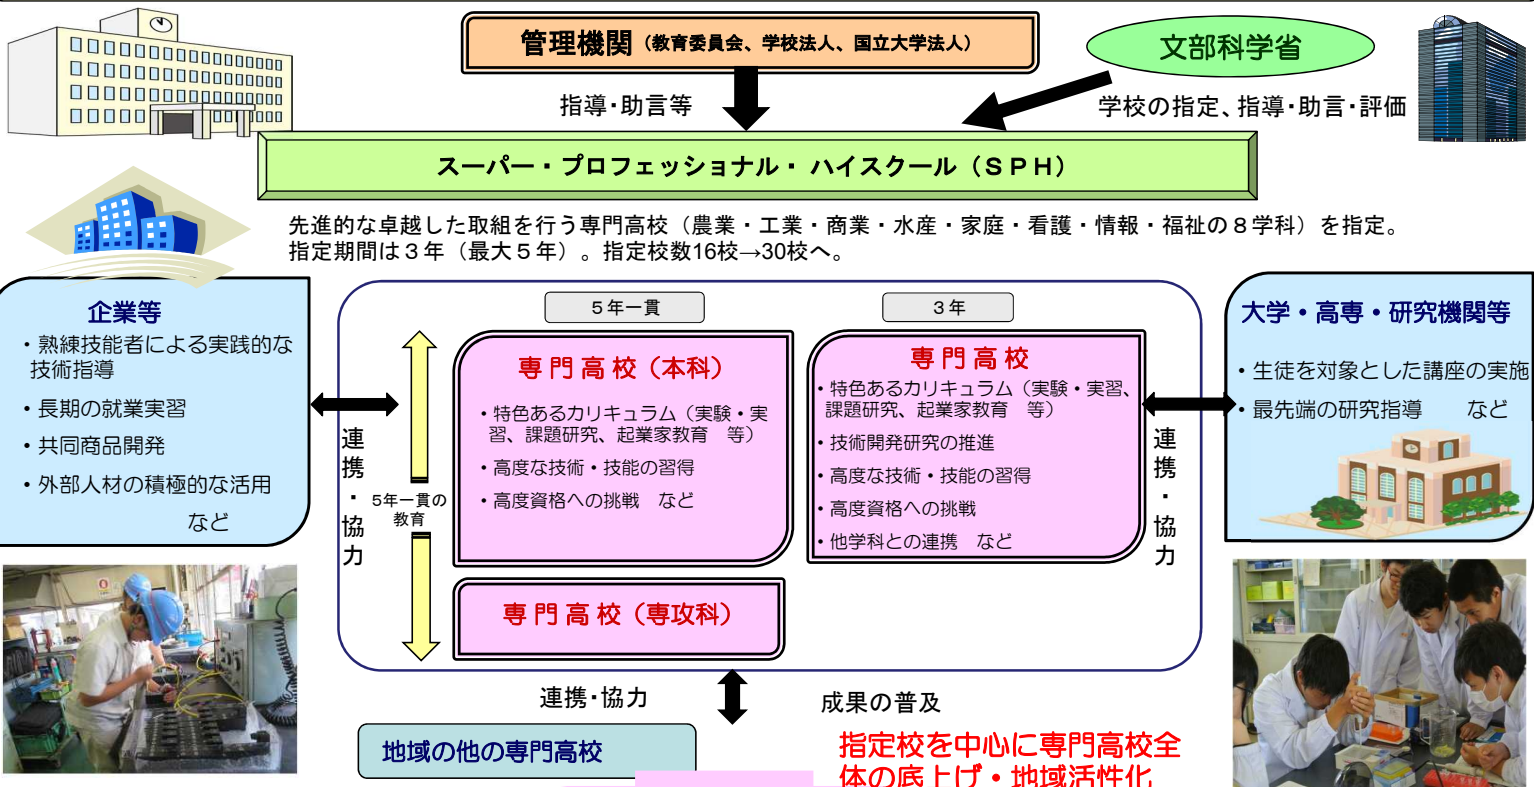 管理機関（教育委員会、学校法人、国立大学法人）
文部科学省
指導・助言等
学校の指定、指導・助言・評価
スーパー・プロフェッショナル・ハイスクール（ＳＰＨ）
先進的な卓越した取組を行う専門高校（農業・工業・商業・水産・家庭・看護・情報・福祉の８学科）を指定。
指定期間は３年（最大５年）。指定校数16校→30校へ。
企業等
・熟練技能者による実践的な
技術指導
・長期の就業実習
・共同商品開発
・外部人材の積極的な活用
など
連携・協力
5年一貫の
教育
５年一貫
専門高校（本科）
・特色あるカリキュラム（実験・実
習、課題研究、起業家教育　等）
・高度な技術・技能の習得
・高度資格への挑戦　など
専門高校（専攻科）
３年
専門高校
・特色あるカリキュラム（実験・実習、
課題研究、起業家教育　等）
・技術開発研究の推進
・高度な技術・技能の習得
・高度資格への挑戦
・他学科との連携　など
連携・協力
大学・高専・研究機関等
・生徒を対象とした講座の実施
・最先端の研究指導　　など
連携・協力
成果の普及
地域の他の専門高校
指定校を中心に専門高校全
体の底上げ・地域活性化